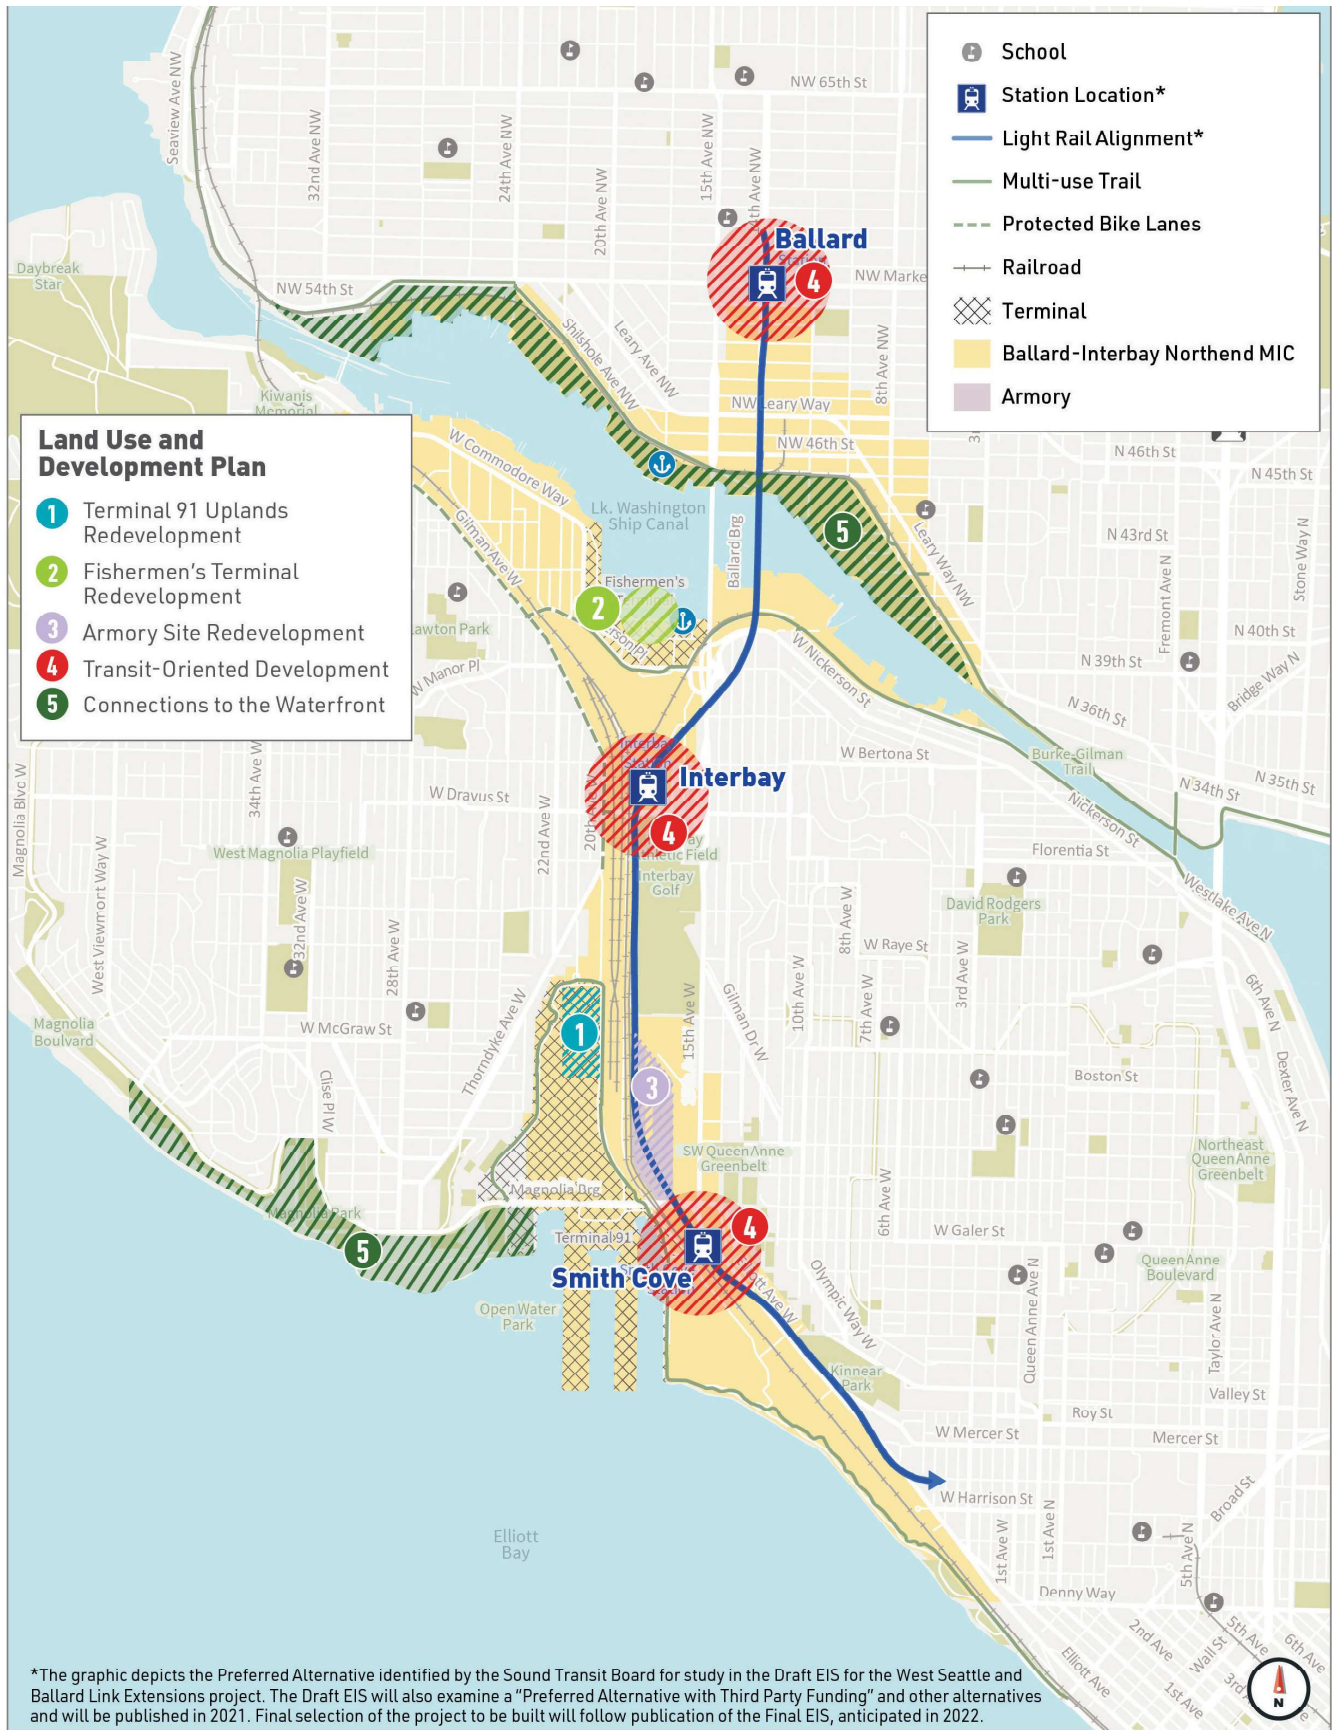 School
Station Location*
Light Rail Alignment*
Multi-use Trail
Protected Bike Lanes
Railroad
Terminal
Ballard-Interbay Northend MIC
Armory
Land Use and
Development Plan
1 Terminal 91 Uplands
Redevelopment
2 Fishermen's Terminal
Redevelopment
3 Armory Site Redevelopment
4 Transit-Oriented Development
5 Connections to the Waterfront
Seaview Ave NW
32nd Ave NW
24th Ave NW
20th Ave NW
15th Ave NW
NW 65th St
Ballard
4
NW Marke
Daybreak
Star
NW 54th St
Shilshole Ave NW
Leary Ave NW
8th Ave NW
NW Leary Way
NW 46th St
N 46th St
N 45th St
Kiwanis
Memorial
W Commodore Way
Gilman Ave W
Lk. Washington
Ship Canal
Ballard Brg
5
Leary Way NW
N 43rd St
Fremont Ave N
Stone Way N
Fishermen's
2
N 40th St
N 39th St
Bridge Way N
W Manor Pl
W Nickerson St
N 36th St
W Bertona St
Burke-Gilman
Trail
N 34th St
N 35th St
Interbay
Station
Interbay
4
W Dravus St
Nickerson St
Florentia St
Westlake Ave N
Magnolia Blvd W
34th Ave W
West Magnolia Playfield
22nd Ave W
Interbay
Golf
David Rodgers
Park
West Viewmont Way W
32nd Ave W
28th Ave W
8th Ave W
W Raye St
3rd Ave W
6th Ave N
Magnolia
Boulvard
W McGraw St
Thorndyke Ave W
1
15th Ave W
Gilman Dr W
10th Ave W
7th Ave W
Dexter Ave N
Clise Pl W
3
Boston St
SW Queen Anne
Greenbelt
Northeast
Queen Anne
Greenbelt
Magnolia Brg
Magnolia Park
5
6th Ave W
W Galer St
Terminal 91
4
Smith Cove
Queen Anne
Boulevard
Olympic Way W
Queen Anne Ave N
Taylor Ave N
Open Water
Park
Kinnear
Park
Valley St
Roy St
W Mercer St
Mercer St
W Harrison St
Broad St
Elliott
Bay
1st Ave W
1st Ave N
5th Ave N
Denny Way
2nd Ave
Wall St
5th Ave
6th Ave
Elliott Ave
1st Ave
N
*The graphic depicts the Preferred Alternative identified by the Sound Transit Board for study in the Draft EIS for the West Seattle and
Ballard Link Extensions project. The Draft EIS will also examine a “Preferred Alternative with Third Party Funding” and other alternatives
and will be published in 2021. Final selection of the project to be built will follow publication of the Final EIS, anticipated in 2022.